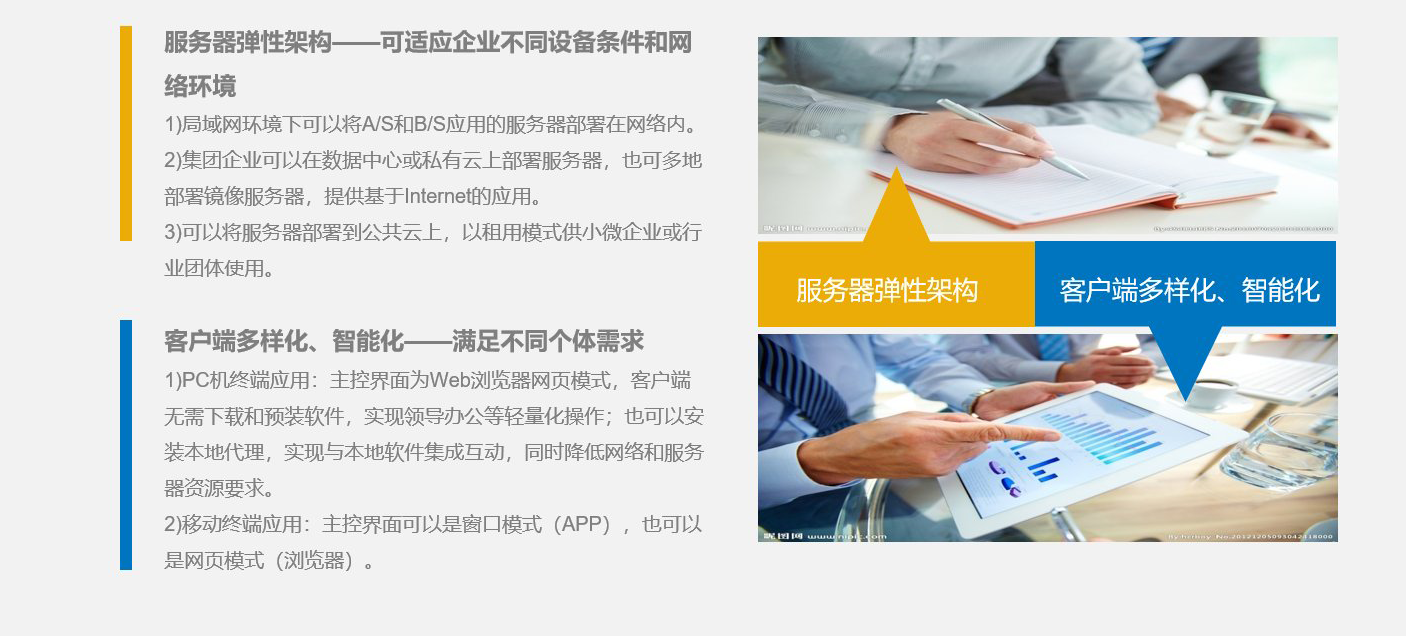 服务器弹性架构——可适应企业不同设备条件和网
络环境
1)局域网环境下可以将A/S和B/S应用的服务器部署在网络内。
2)集团企业可以在数据中心或私有云上部署服务器，也可多地
部署镜像服务器，提供基于Internet的应用。
3)可以将服务器部署到公共云上，以租用模式供小微企业或行
业团体使用。
客户端多样化、智能化——满足不同个体需求
1)PC机终端应用：主控界面为Web浏览器网页模式，客户端
无需下载和预装软件，实现领导办公等轻量化操作；也可以安
装本地代理，实现与本地软件集成互动，同时降低网络和服务
器资源要求。
2)移动终端应用：主控界面可以是窗口模式（APP），也可以
是网页模式（浏览器）。
服务器弹性架构
客户端多样化、智能化
昵图网 www.nipic.com